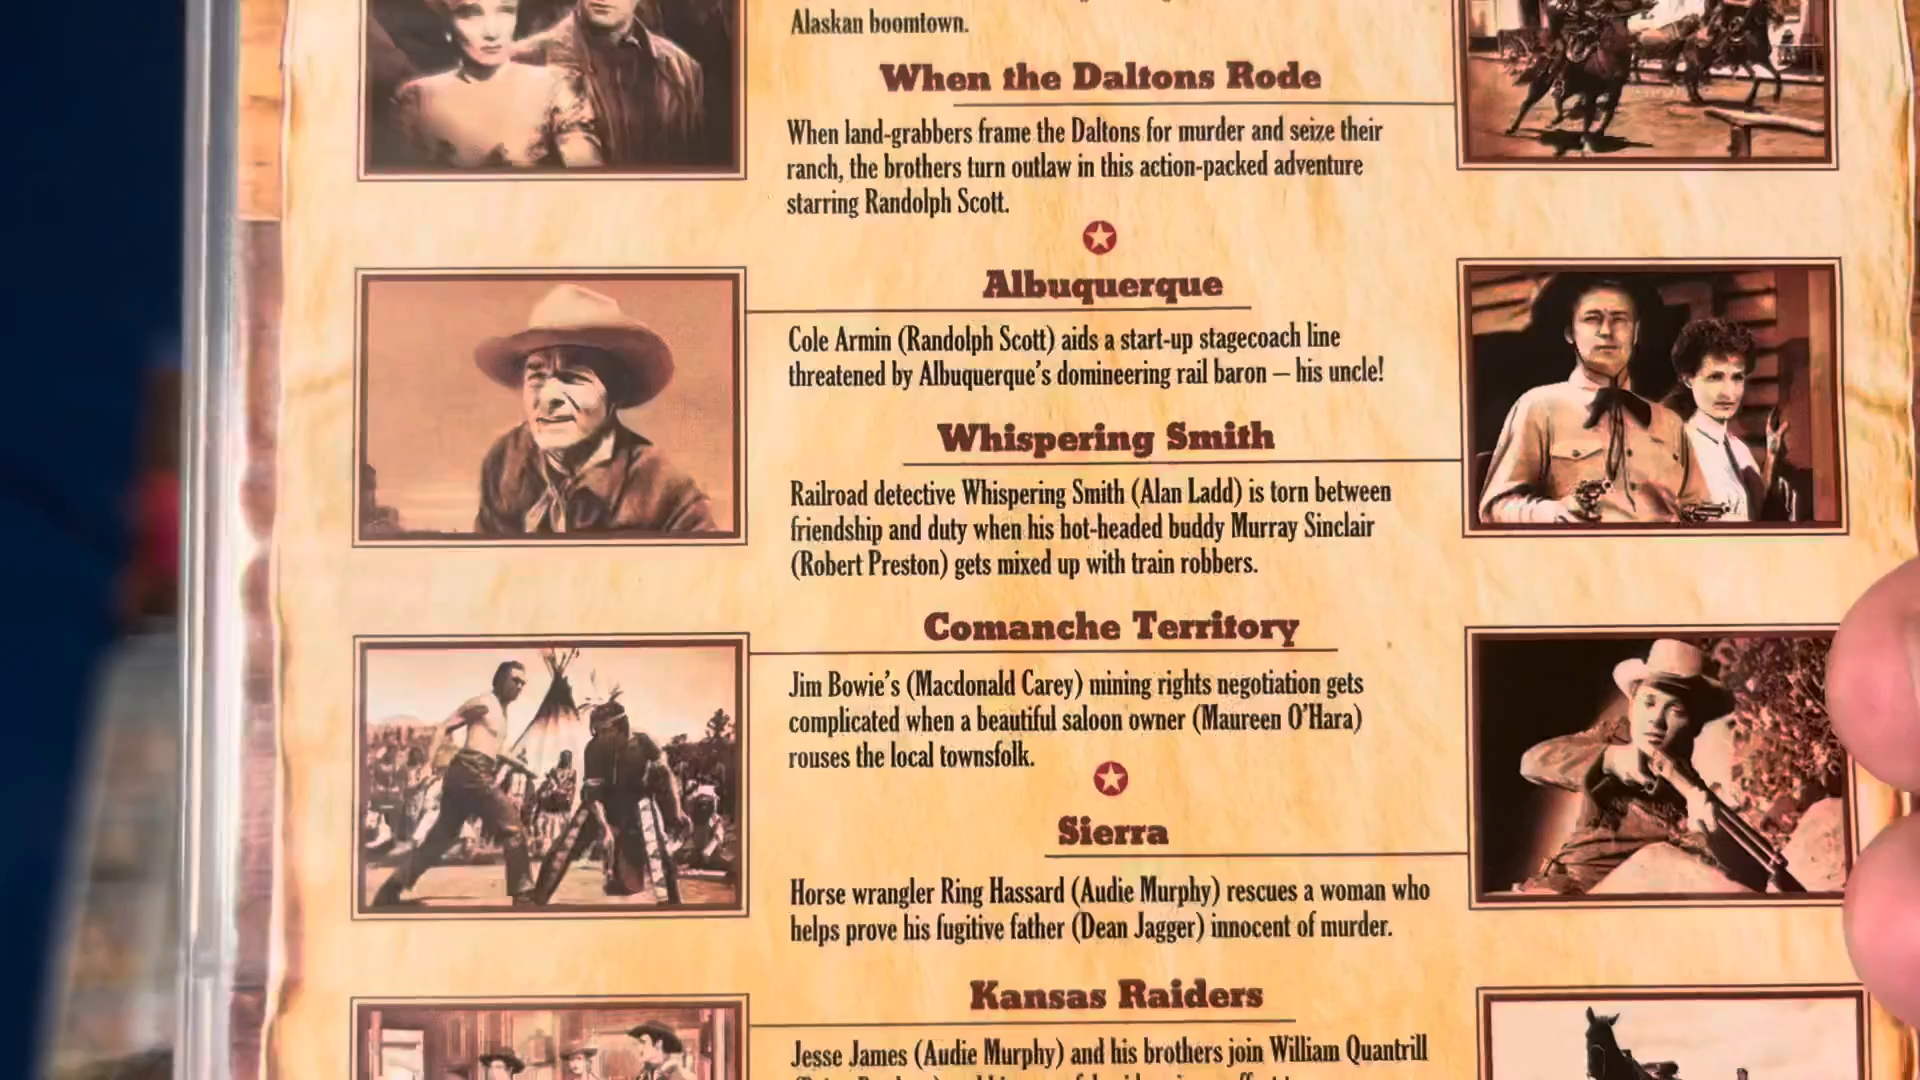 Alaskan boomtown.
When the Daltons Rode
When land-grabbers frame the Daltons for murder and seize their
ranch, the brothers turn outlaw in this action-packed adventure
starring Randolph Scott.
Albuquerque
Cole Armin (Randolph Scott) aids a start-up stagecoach line
threatened by Albuquerque's domineering rail baron – his uncle!
Whispering Smith
Railroad detective Whispering Smith (Alan Ladd) is torn between
friendship and duty when his hot-headed buddy Murray Sinclair
(Robert Preston) gets mixed up with train robbers.
Comanche Territory
Jim Bowie's (Macdonald Carey) mining rights negotiation gets
complicated when a beautiful saloon owner (Maureen O'Hara)
rouses the local townsfolk.
Sierra
Horse wrangler Ring Hassard (Audie Murphy) rescues a woman who
helps prove his fugitive father (Dean Jagger) innocent of murder.
Kansas Raiders
Jesse James (Audie Murphy) and his brothers join William Quantrill